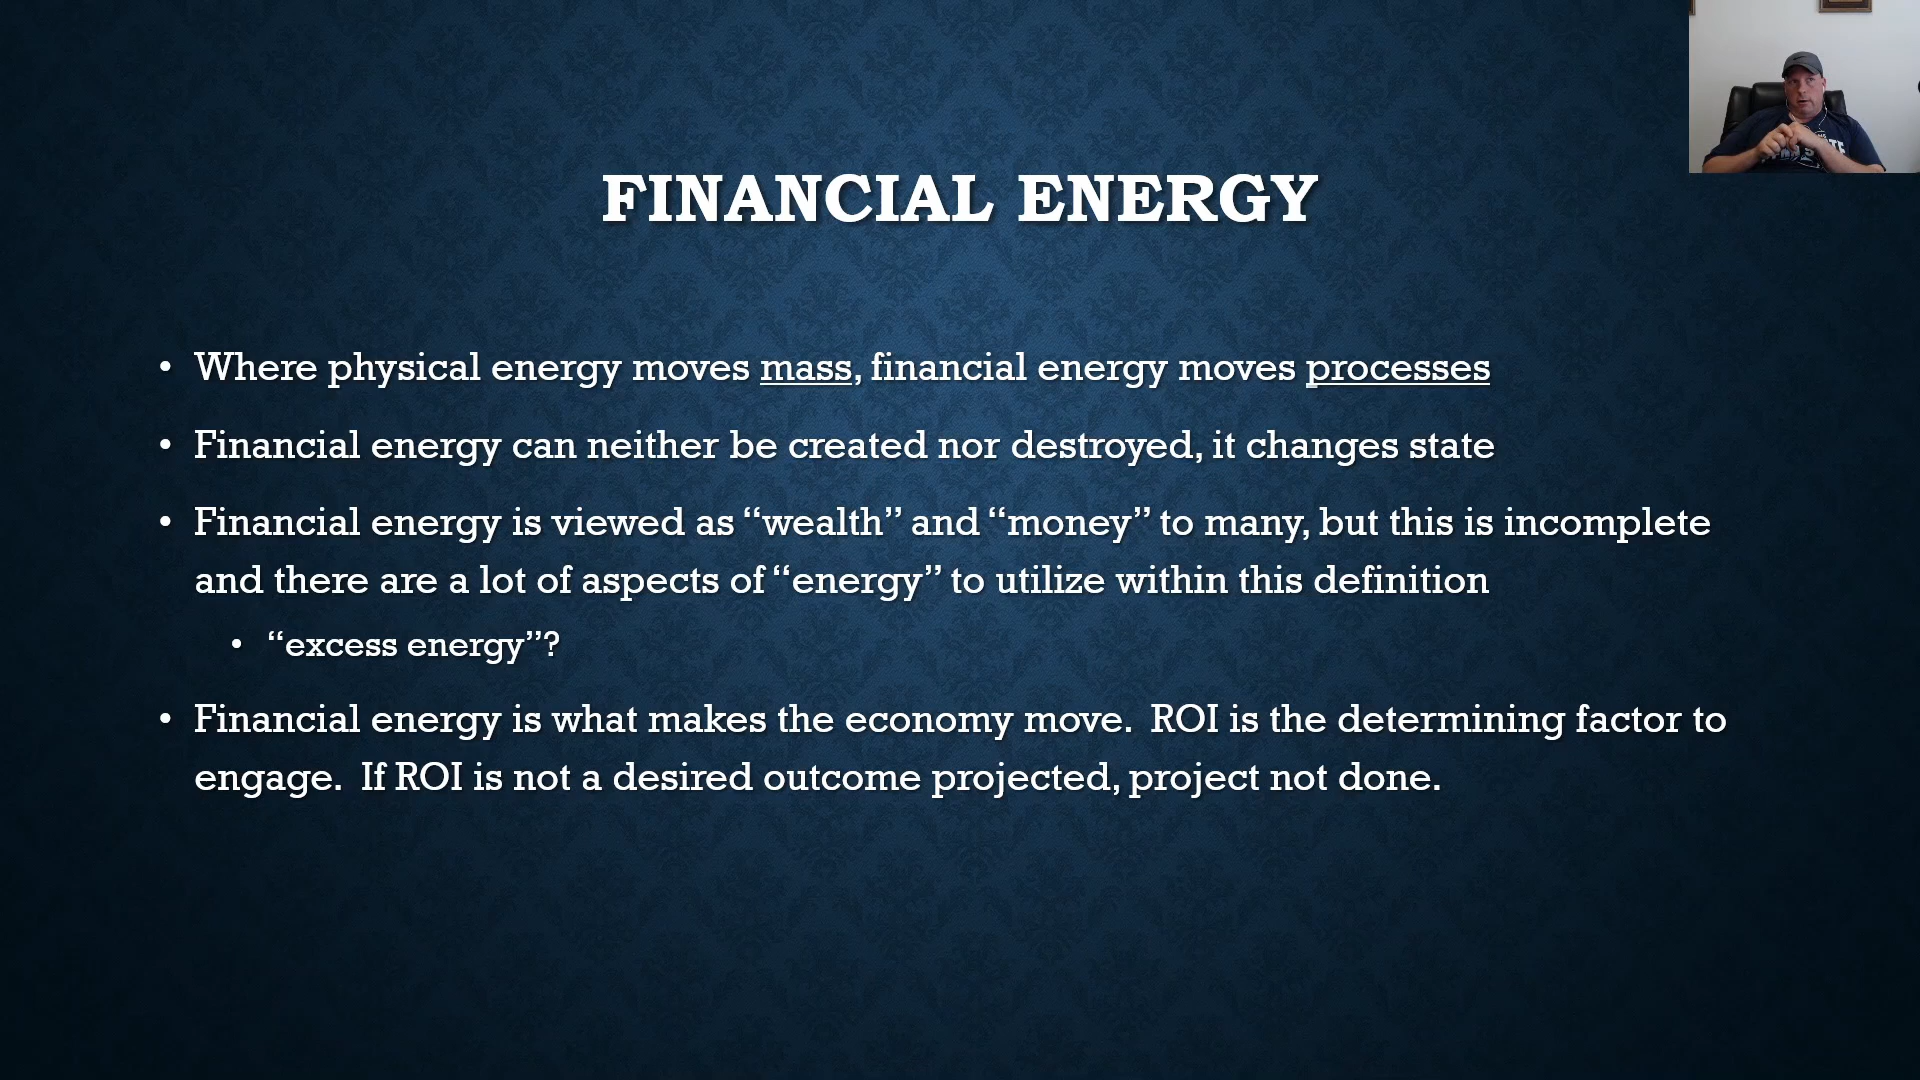 FINANCIAL ENERGY
• Where physical energy moves mass, financial energy moves processes
• Financial energy can neither be created nor destroyed, it changes state
• Financial energy is viewed as “wealth” and “money” to many, but this is incomplete
and there are a lot of aspects of “energy” to utilize within this definition
• “excess energy”?
• Financial energy is what makes the economy move.  ROI is the determining factor to
engage.  If ROI is not a desired outcome projected, project not done.